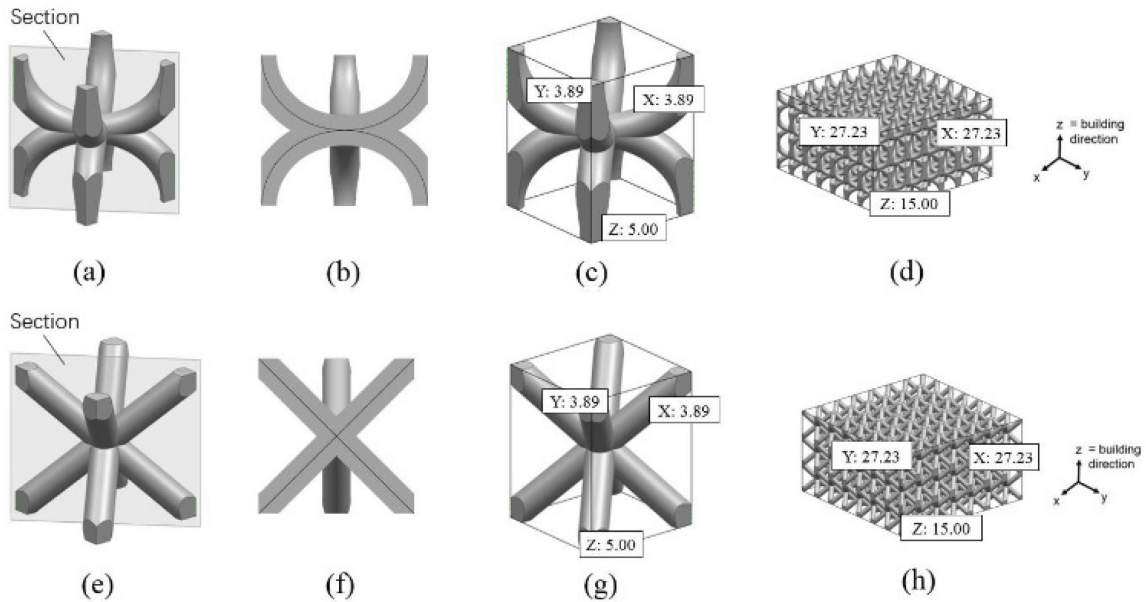 Section
Y: 3.89
X: 3.89
Z: 5.00
Y: 27.23
X: 27.23
Z: 15.00
z = building
direction
x
y
(a)
(b)
(c)
(d)
Section
Y: 3.89
X: 3.89
Z: 5.00
Y: 27.23
X: 27.23
Z: 15.00
z = building
direction
x
y
(e)
(f)
(g)
(h)